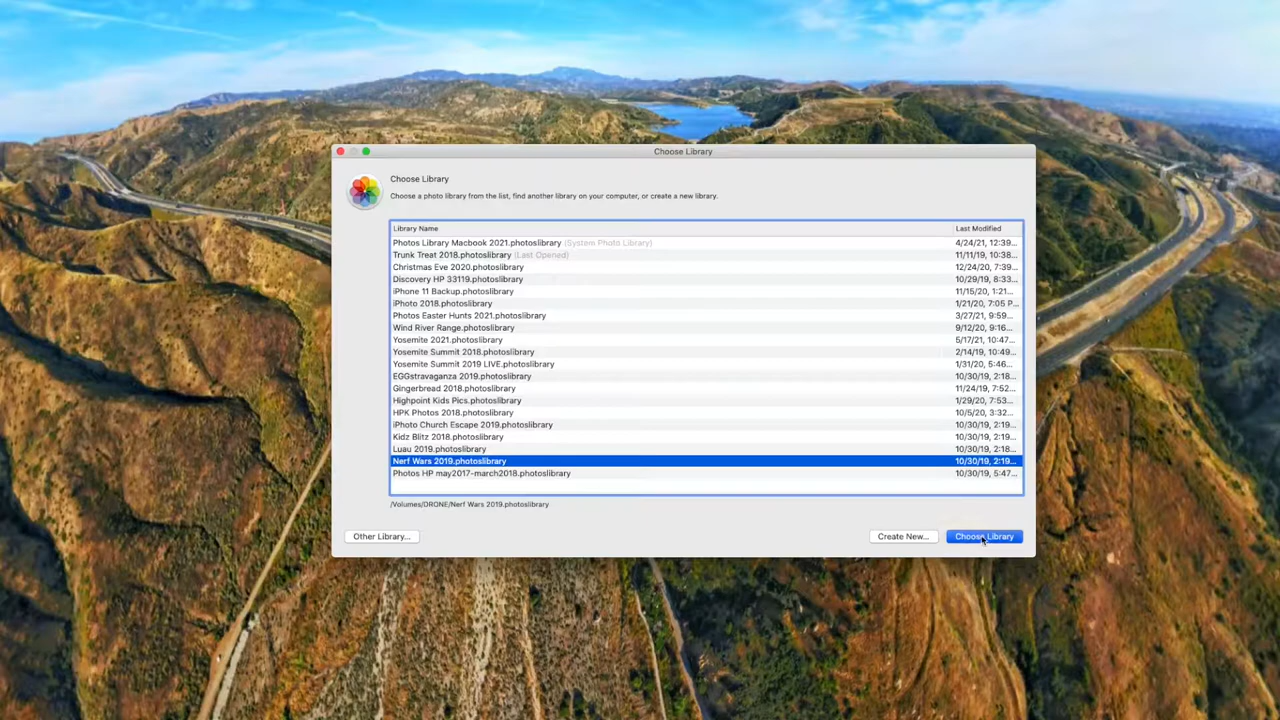 Choose Library
Choose Library
Choose a photo library from the list, find another library on your computer, or create a new library.
Library Name Last Modified
Photos Library Macbook 2021.photoslibrary (System Photo Library) 4/24/21, 12:39...
Trunk Treat 2018.photoslibrary (Last Opened) 11/11/19, 10:38...
Christmas Eve 2020.photoslibrary 12/24/20, 7:39...
Discovery HP 33119.photoslibrary 10/29/19, 8:33...
iPhone 11 Backup.photoslibrary 11/15/20, 1:21...
iPhoto 2018.photoslibrary 1/21/20, 7:05 P...
Photos Easter Hunts 2021.photoslibrary 3/27/21, 9:59...
Wind River Range.photoslibrary 9/12/20, 9:16...
Yosemite 2021.photoslibrary 5/17/21, 10:47...
Yosemite Summit 2018.photoslibrary 2/14/19, 10:49...
Yosemite Summit 2019 LIVE.photoslibrary 1/31/20, 5:46...
EGGstravaganza 2019.photoslibrary 10/30/19, 2:18...
Gingerbread 2018.photoslibrary 11/24/19, 7:52...
Highpoint Kids Pics.photoslibrary 1/29/20, 7:53...
HPK Photos 2018.photoslibrary 10/5/20, 3:32...
iPhoto Church Escape 2019.photoslibrary 10/30/19, 2:19...
Kidz Blitz 2018.photoslibrary 10/30/19, 2:19...
Luau 2019.photoslibrary 10/30/19, 2:18...
Nerf Wars 2019.photoslibrary 10/30/19, 2:19...
Photos HP may2017-march2018.photoslibrary 10/30/19, 5:47...
/Volumes/DRONE/Nerf Wars 2019.photoslibrary
Other Library... Create New... Choose Library